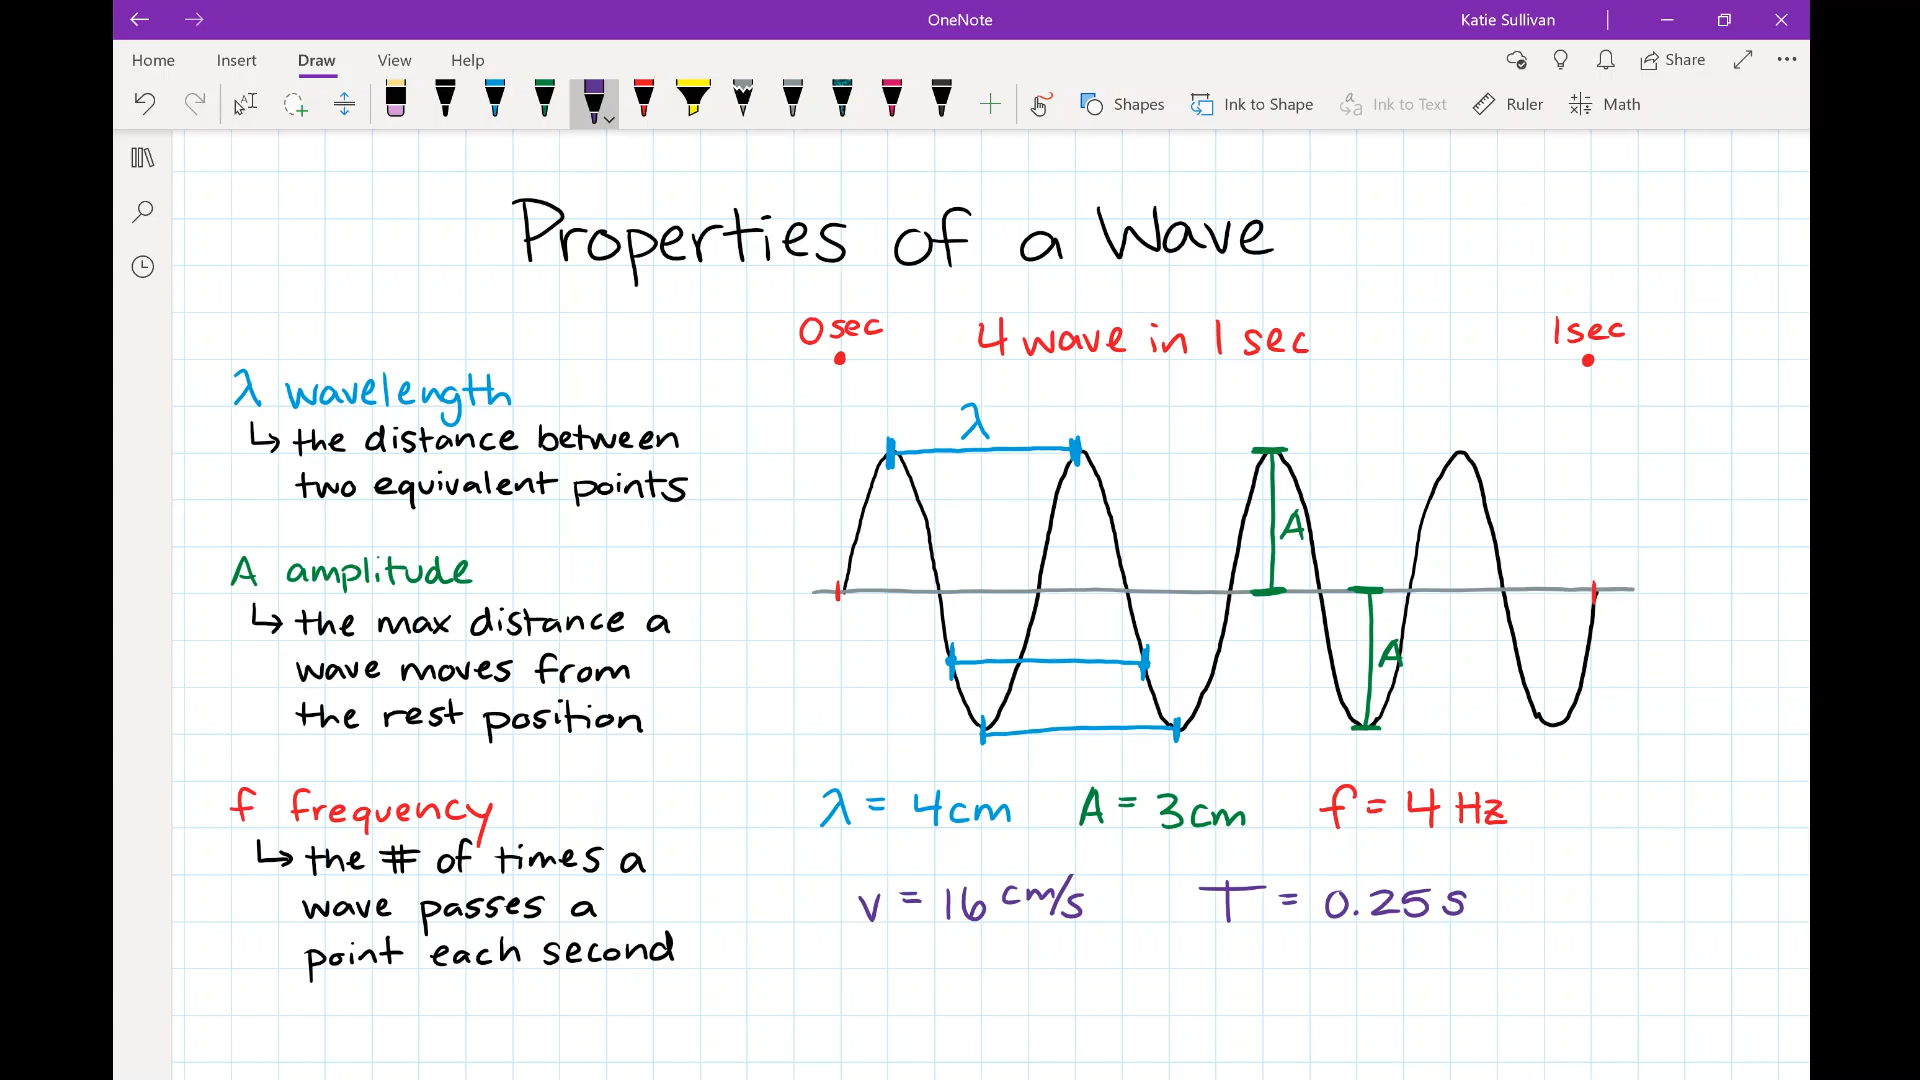 OneNote
Katie Sullivan
Home Insert Draw View Help
Share
Shapes Ink to Shape Ink to Text Ruler Math
Properties of a Wave
0 sec 4 wave in 1 sec 1 sec
λ wavelength
↳ the distance between
two equivalent points
A amplitude
↳ the max distance a
wave moves from
the rest position
f frequency
↳ the # of times a
wave passes a
point each second
λ
A
A
λ = 4cm A = 3cm f = 4 Hz
v = 16 cm/s T = 0.25 s